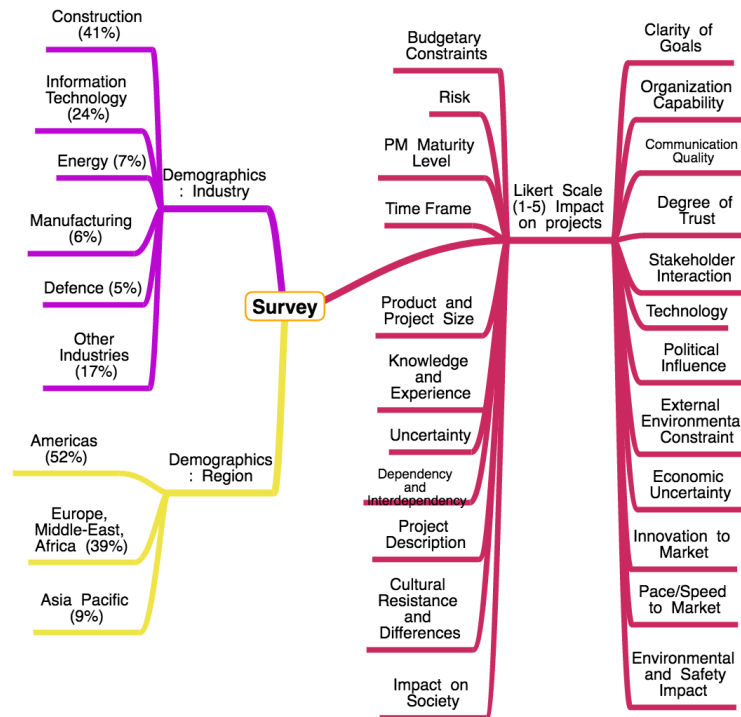 Construction
(41%)
Information
Technology
(24%)
Energy (7%)
Manufacturing
(6%)
Defence (5%)
Other
Industries
(17%)
Demographics
: Industry
Survey
Americas
(52%)
Europe,
Middle-East,
Africa (39%)
Asia Pacific
(9%)
Demographics
: Region
Budgetary
Constraints
Risk
PM Maturity
Level
Time Frame
Product and
Project Size
Knowledge
and
Experience
Uncertainty
Dependency
and
Interdependency
Project
Description
Cultural
Resistance
and
Differences
Impact on
Society
Likert Scale
(1-5) Impact
on projects
Clarity of
Goals
Organization
Capability
Communication
Quality
Degree of
Trust
Stakeholder
Interaction
Technology
Political
Influence
External
Environmenta
Constraint
Economic
Uncertainty
Innovation to
Market
Pace/Speed
to Market
Environmental
and Safety
Impact